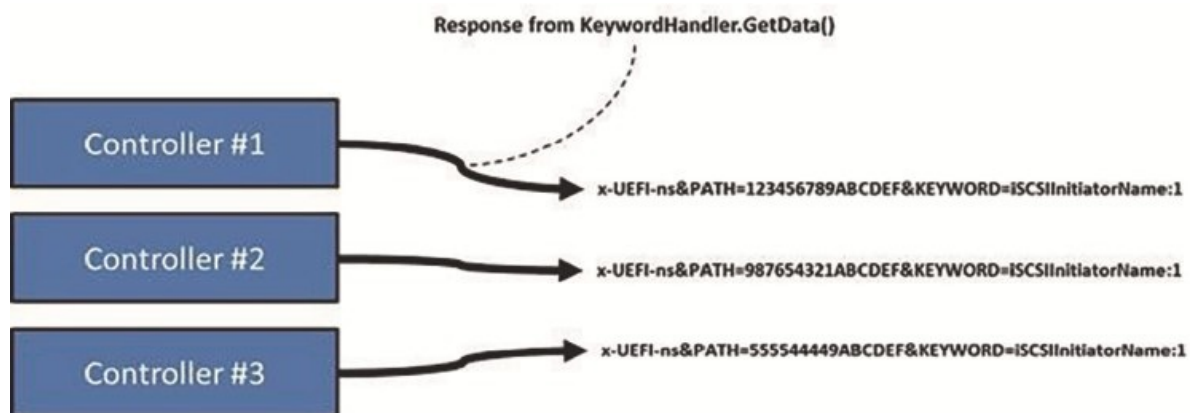 Response from KeywordHandler.GetData()
Controller #1
x-UEFI-ns&PATH=123456789ABCDEF&KEYWORD=iSCSIInitiatorName:1
Controller #2
x-UEFI-ns&PATH=987654321ABCDEF&KEYWORD=iSCSIInitiatorName:1
Controller #3
x-UEFI-ns&PATH=555544449ABCDEF&KEYWORD=iSCSIInitiatorName:1